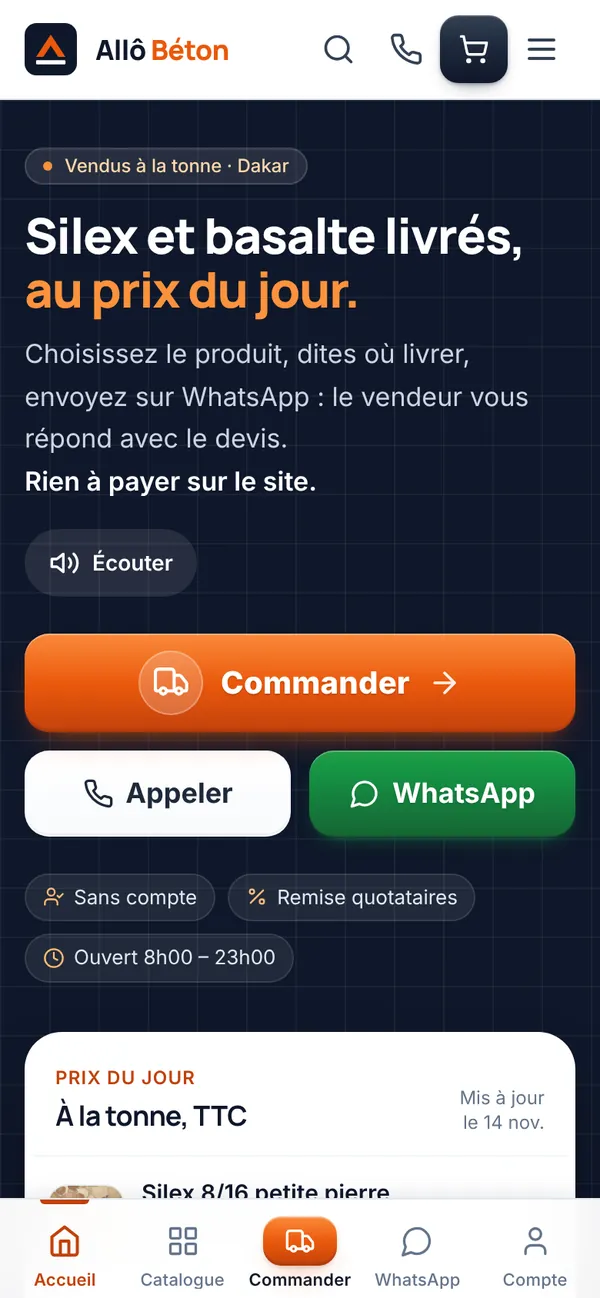 Allô Béton
Vendus à la tonne · Dakar
Silex et basalte livrés,
au prix du jour.
Choisissez le produit, dites où livrer,
envoyez sur WhatsApp : le vendeur vous
répond avec le devis.
Rien à payer sur le site.
Écouter
Commander
Appeler
WhatsApp
Sans compte
Remise quotataires
Ouvert 8h00 – 23h00
PRIX DU JOUR
À la tonne, TTC
Mis à jour
le 14 nov.
Silex 8/16 petite pierre
Accueil
Catalogue
Commander
WhatsApp
Compte